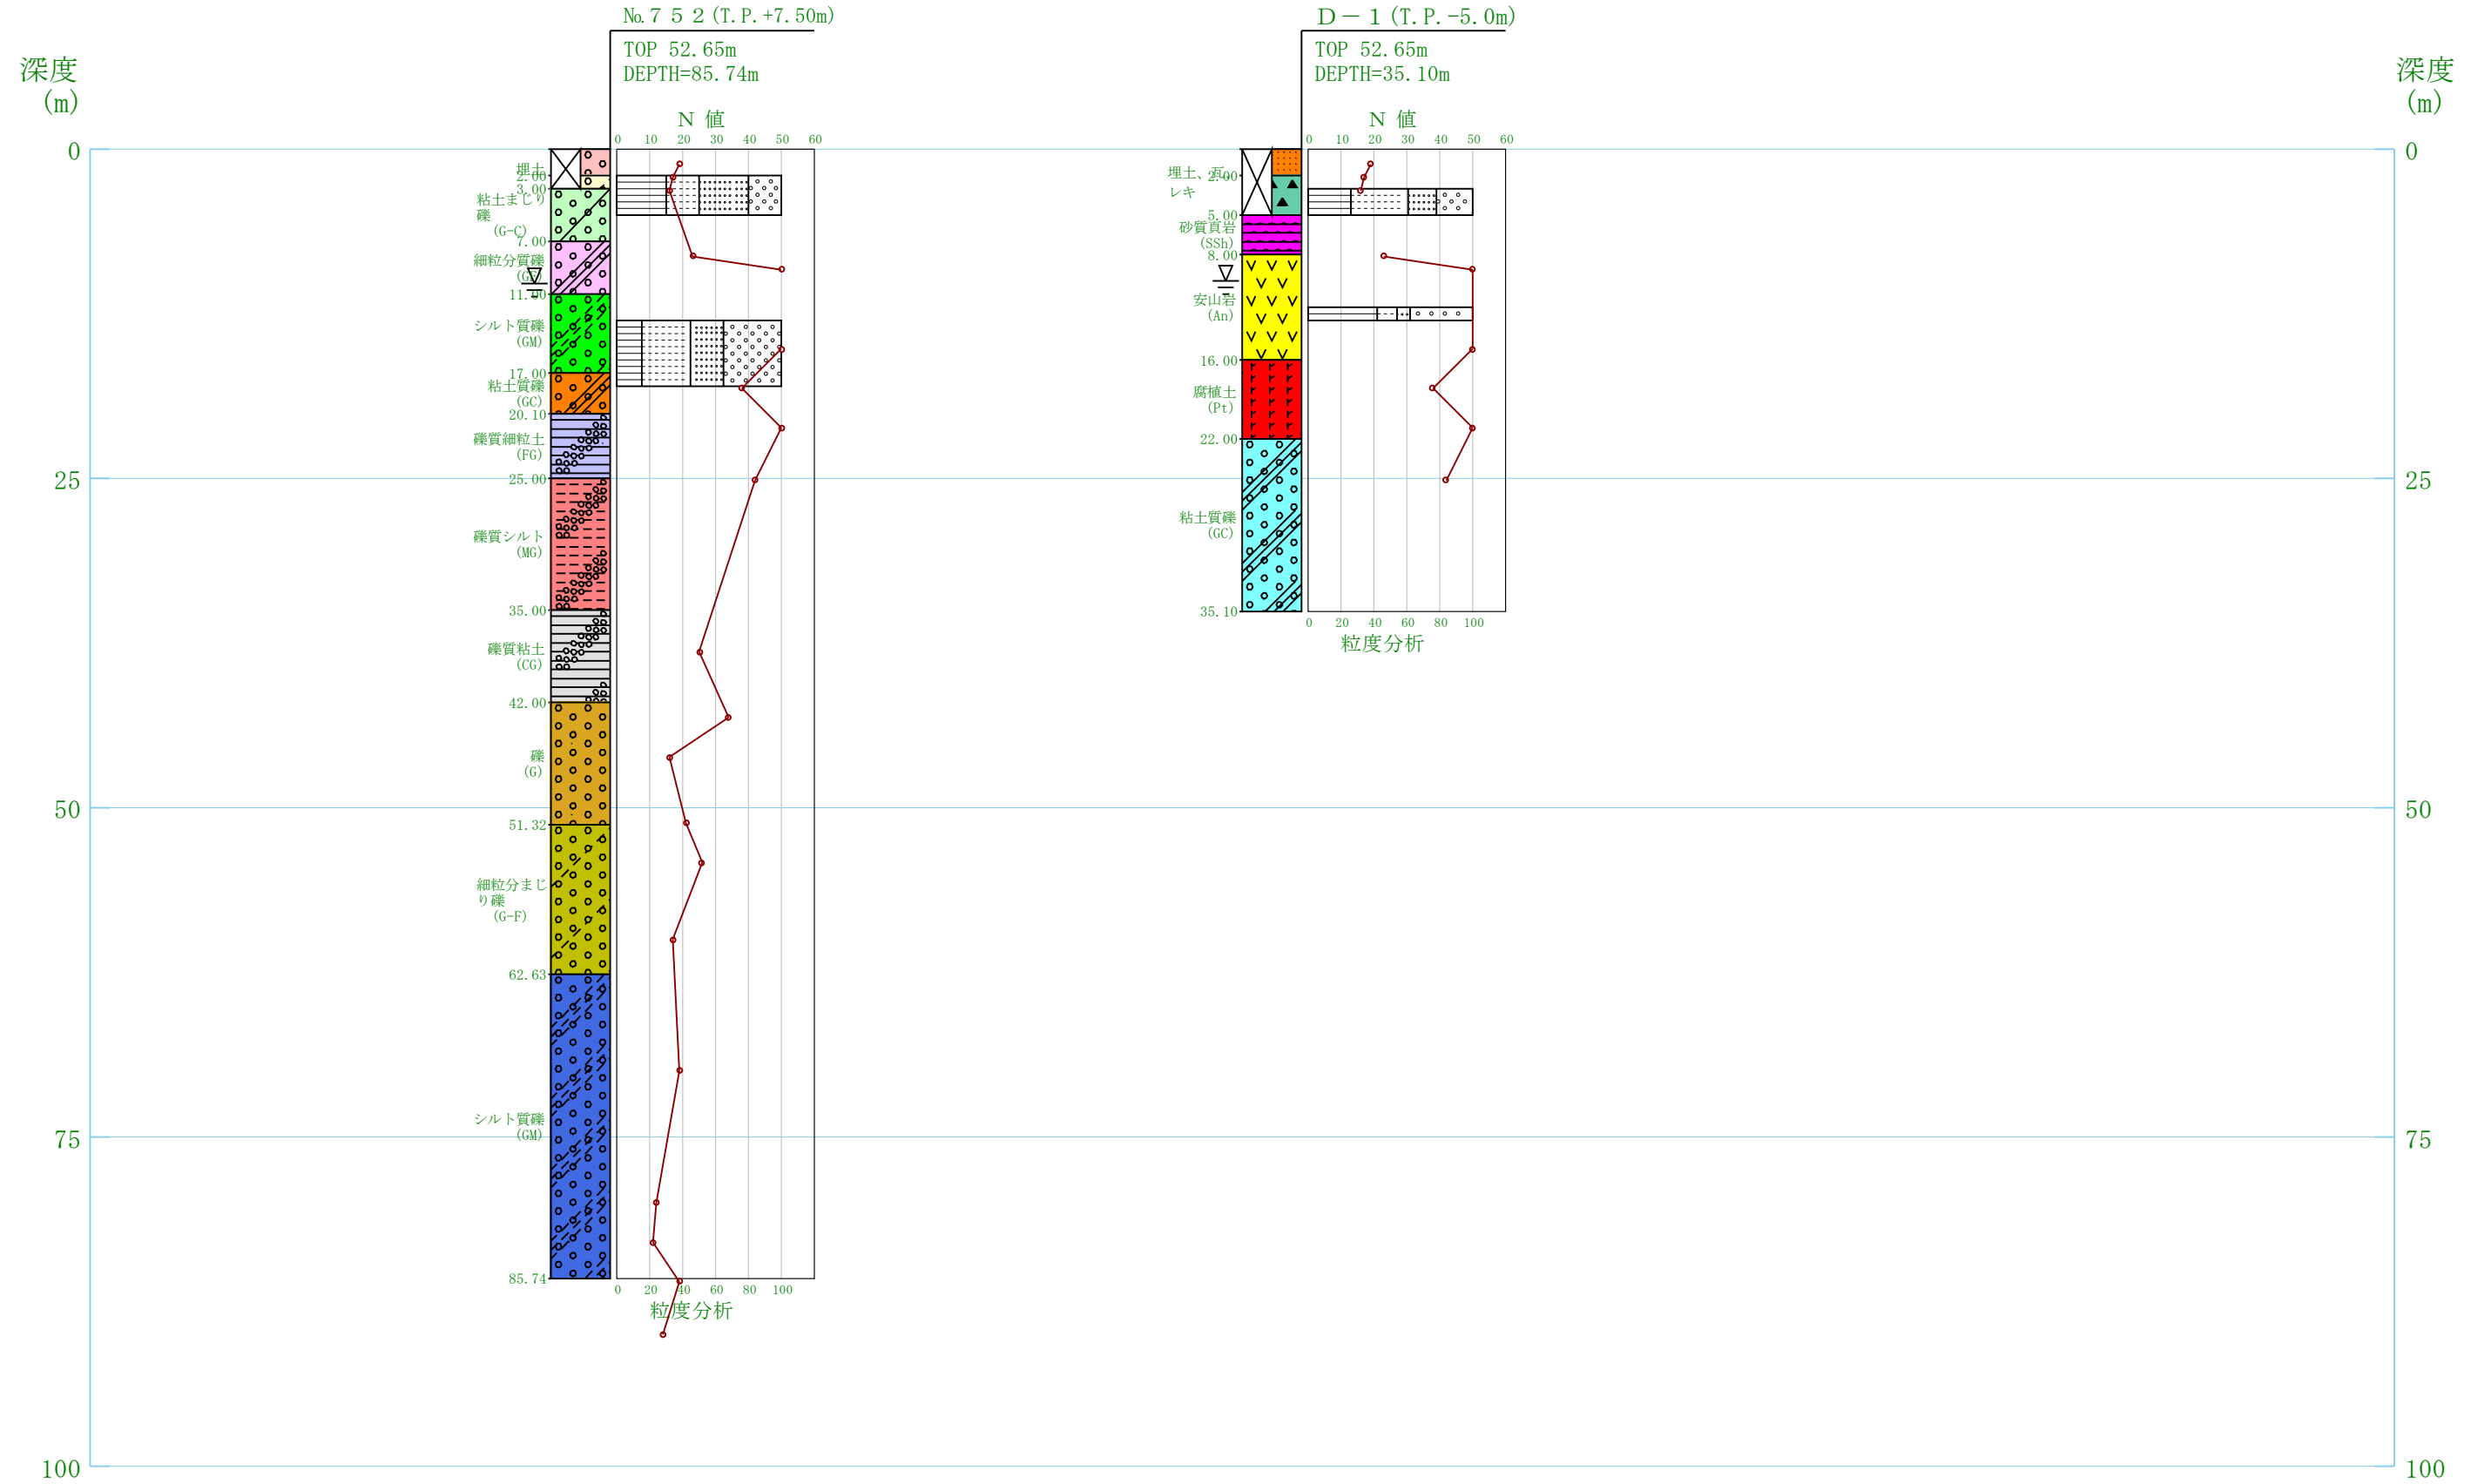 №７５２(T.P.+7.50m)
TOP 52.65m
DEPTH=85.74m
深度
(m)
0
25
50
75
100
Ｎ 値
0 10 20 30 40 50 60
埋土
2.00
3.00
粘土まじり
礫
(G-C)
7.00
細粒分質礫
11.00
シルト質礫
(GM)
17.00
粘土質礫
(GC)
20.10
礫質細粒土
(FG)
25.00
礫質シルト
(MG)
35.00
礫質粘土
(CG)
42.00
礫
(G)
51.32
細粒分まじ
り礫
(G-F)
62.63
シルト質礫
(GM)
85.74
0 20 40 60 80 100
粒度分析
Ｄ－１(T.P.-5.0m)
TOP 52.65m
DEPTH=35.10m
Ｎ 値
0 10 20 30 40 50 60
埋土、瓦、
2.00
レキ
5.00
砂質頁岩
(SSh)
8.00
安山岩
(An)
16.00
腐植土
(Pt)
22.00
粘土質礫
(GC)
35.10
0 20 40 60 80 100
粒度分析
深度
(m)
0
25
50
75
100